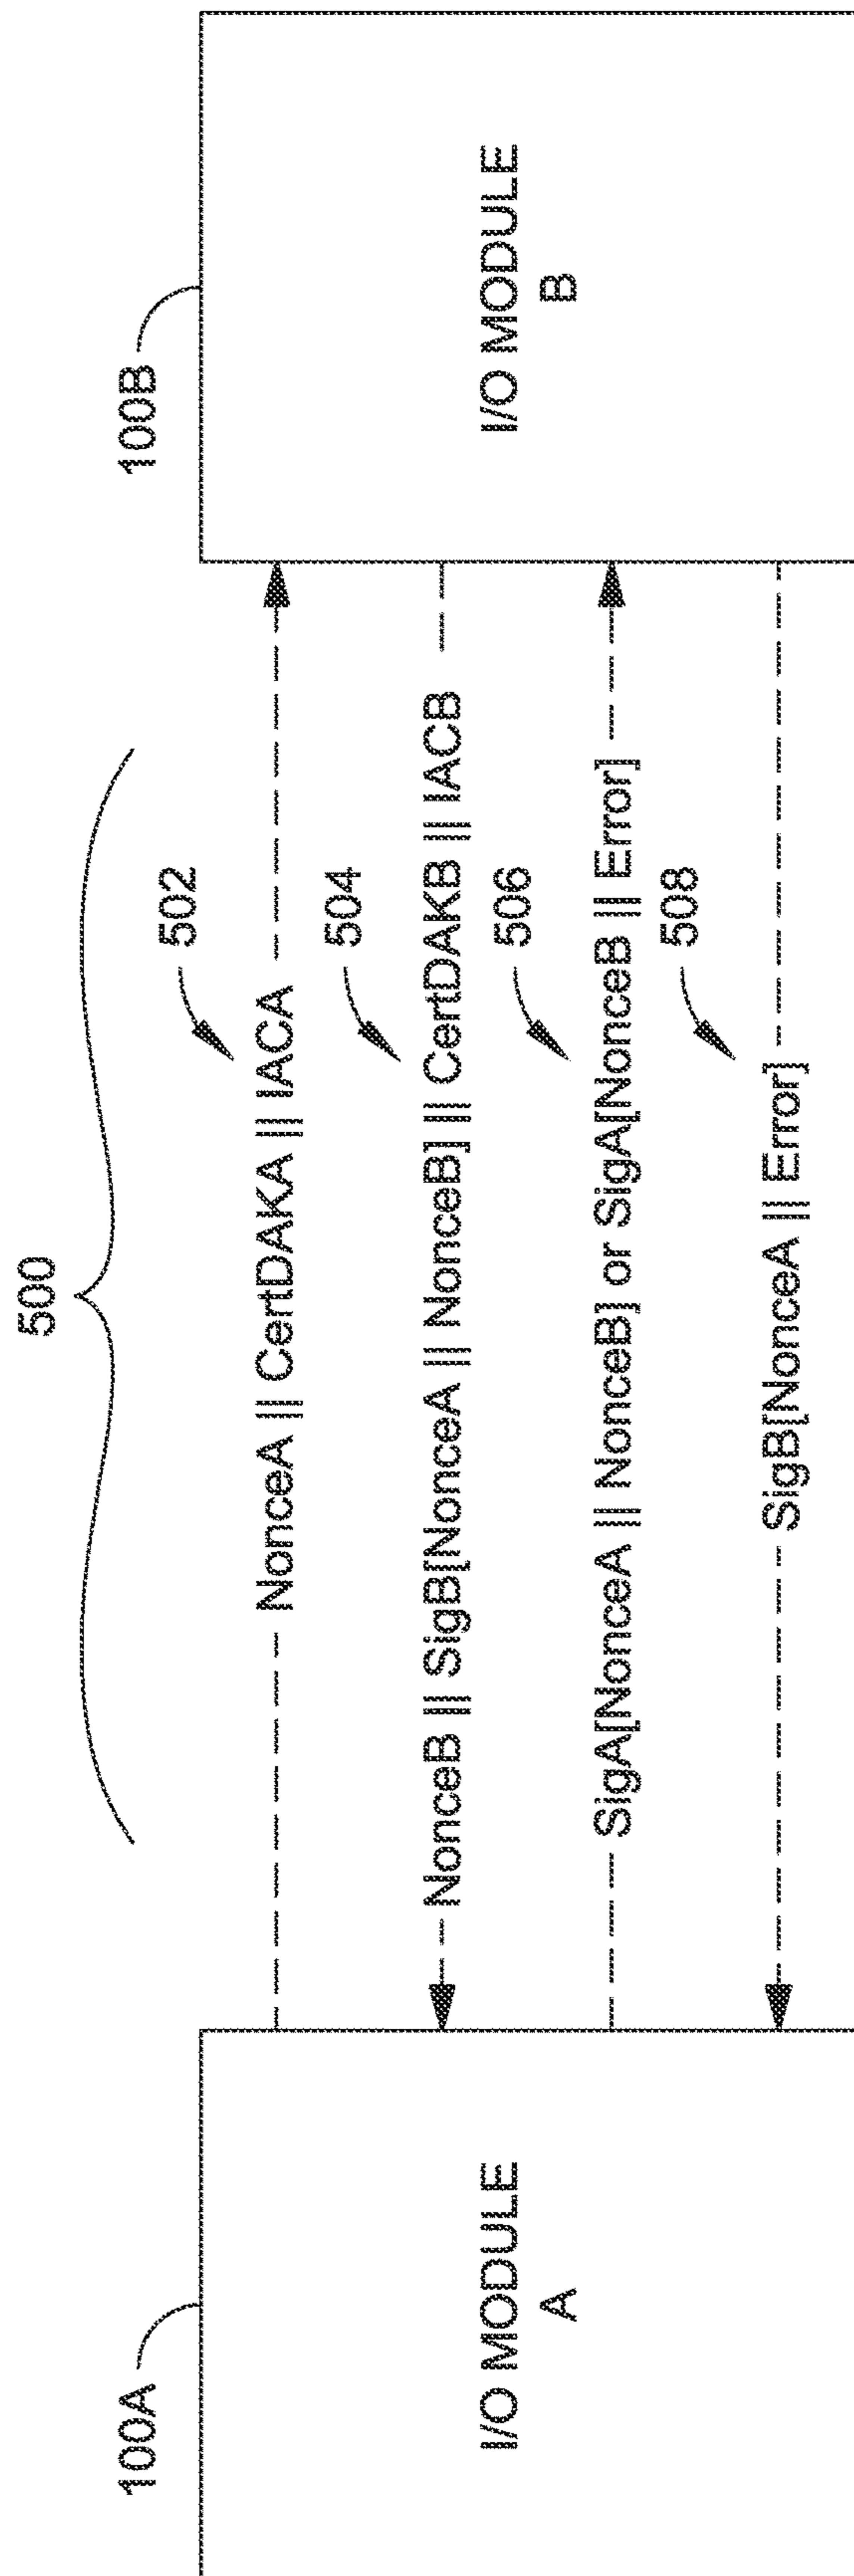 500
100A
100B
I/O MODULE
A
I/O MODULE
B
502
NonceA || CertDAKA || IACA
504
NonceB || SigB[NonceA || NonceB] || CertDAKB || IACB
506
SigA[NonceA || NonceB] or SigA[NonceB || Error]
508
SigB[NonceA || Error]